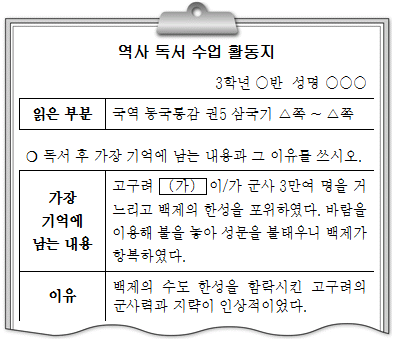 역사 독서 수업 활동지
3학년 ○반 성명 ○○○
읽은 부분 국역 동국통감 권5 삼국기 △쪽 ~ △쪽
❍ 독서 후 가장 기억에 남는 내용과 그 이유를 쓰시오.
가장 기억에 남는 내용
고구려 (가) 이/가 군사 3만여 명을 거
느리고 백제의 한성을 포위하였다. 바람을
이용해 불을 놓아 성문을 불태우니 백제가
항복하였다.
이유
백제의 수도 한성을 함락시킨 고구려의
군사력과 지략이 인상적이었다.